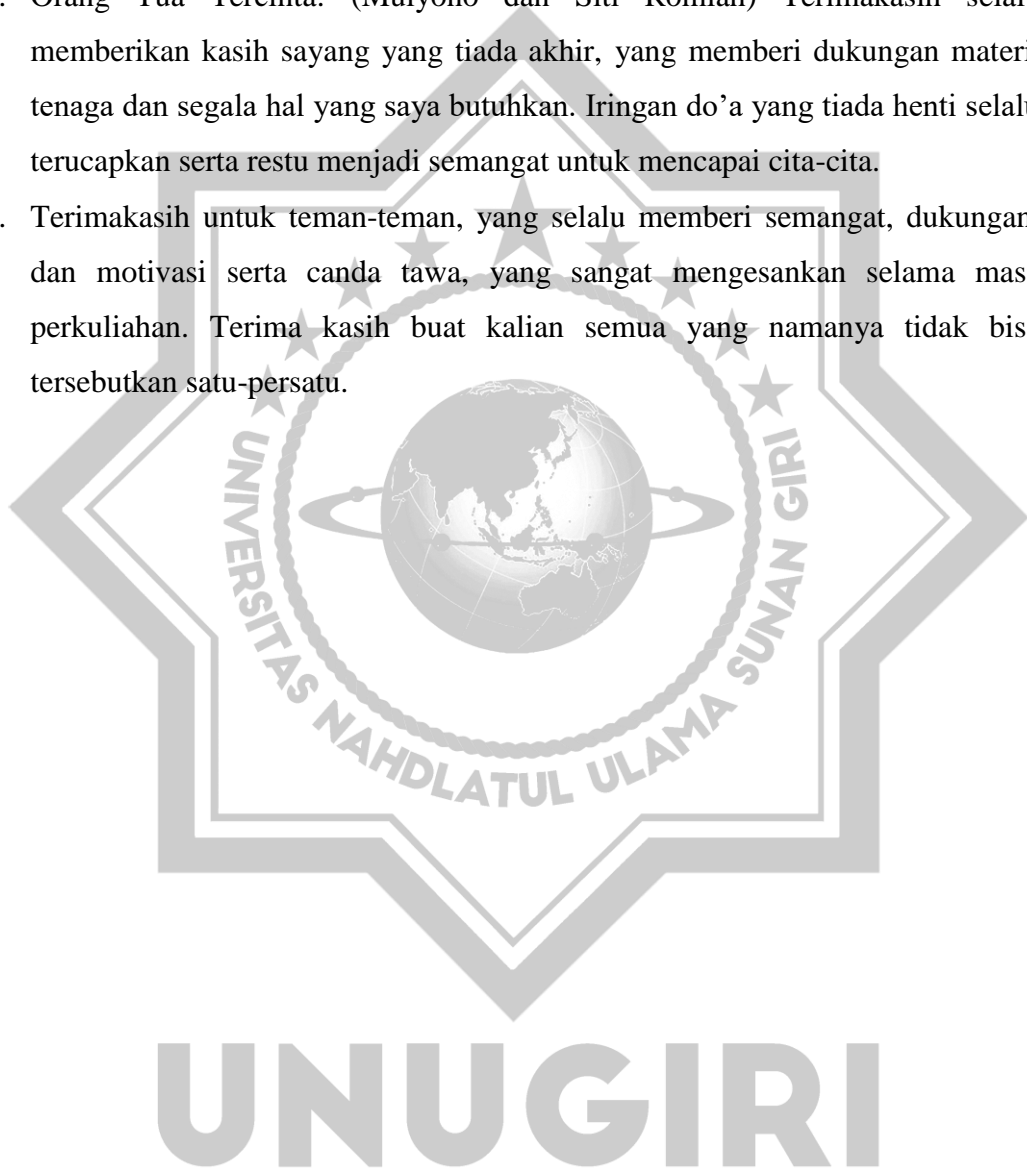 . Orang Tua Tercinta. (Mulyono dan Siti Romlah) Terimakasih selal
memberikan kasih sayang yang tiada akhir, yang memberi dukungan materi
tenaga dan segala hal yang saya butuhkan. Iringan do’a yang tiada henti selalu
terucapkan serta restu menjadi semangat untuk mencapai cita-cita.
. Terimakasih untuk teman-teman, yang selalu memberi semangat, dukungan
dan motivasi serta canda tawa, yang sangat mengesankan selama mas
perkuliahan. Terima kasih buat kalian semua yang namanya tidak bis
tersebutkan satu-persatu.
UNIVERSITAS NAHDLATUL ULAMA SUNAN GIRI
UNUGIRI